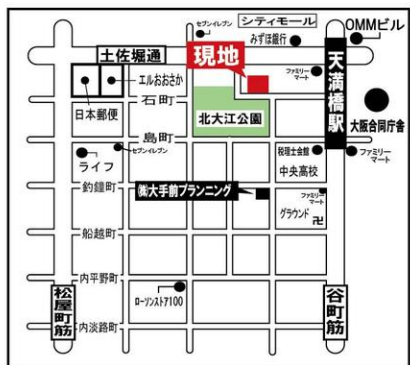 セブンイレブン
シティモール
OMMビル
みずほ銀行
土佐堀通
現地
ファミリー
マート
天満橋駅
エルおおさか
石町
日本郵便
北大江公園
大阪合同庁舎
島町
セブンイレブン
ライフ
税理士会館
中央高校
ファミリー
マート
釣鐘町
㈱大手前プランニング
ファミリー
マート
グラウンド
卍
船越町
内平野町
松屋町筋
ローソンストア100
谷町筋
内淡路町